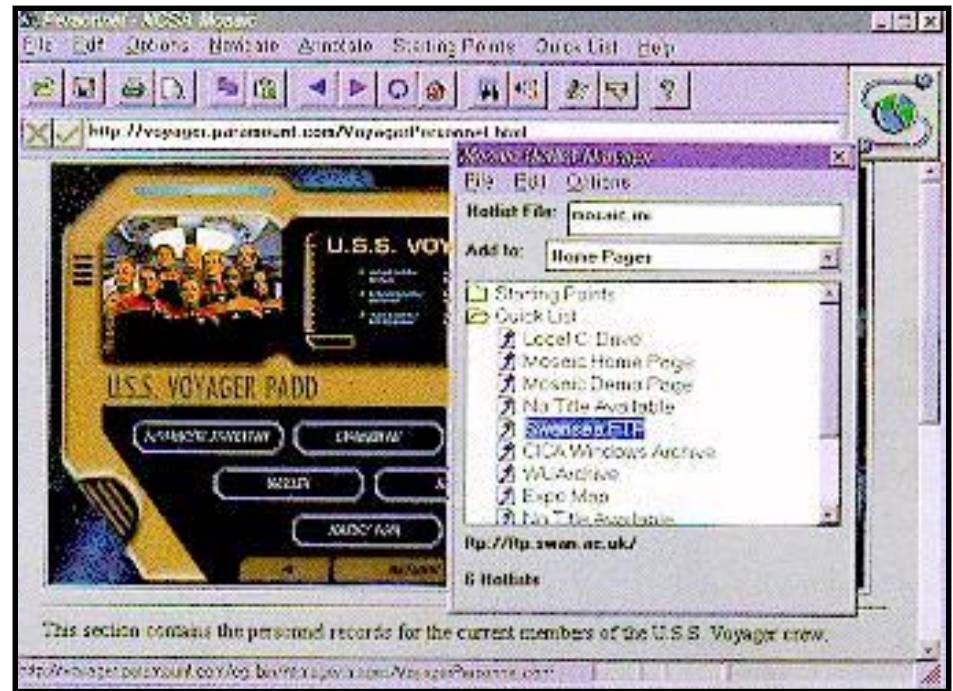 Personnel - NCSA Mosaic
File Edit Options Navigate Annotate Starting Points Quick List Help
http://voyager.paramount.com/VoyagerPersonnel.html
U.S.S. VOY
U.S.S. VOYAGER PADD
Mosaic Hotlist Manager
File Edit Options
Hotlist File: mosaic.ini
Add to: Home Pages
Starting Points
Quick List
Local C: Drive
Mosaic Home Page
Mosaic Demo Page
No Title Available
Swansea FTP
CICA Windows Archive
WU Archive
Expo Map
No Title Available
ftp://ftp.swan.ac.uk/
6 Hotlists
This section contains the personnel records for the current members of the U.S.S. Voyager crew.